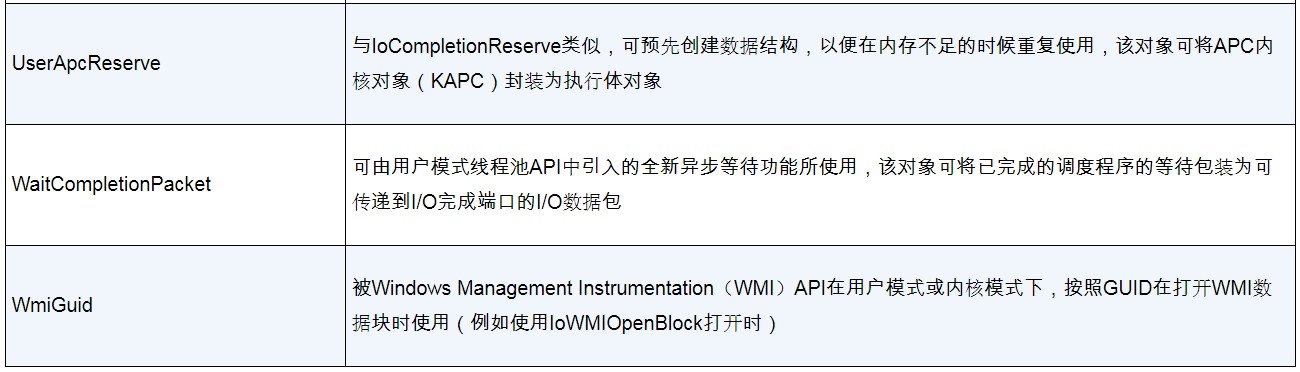 UserApcReserve
与IoCompletionReserve类似，可预先创建数据结构，以便在内存不足的时候重复使用，该对象可将APC内
核对象（KAPC）封装为执行体对象
WaitCompletionPacket
可由用户模式线程池API中引入的全新异步等待功能所使用，该对象可将已完成的调度程序的等待包装为可
传递到I/O完成端口的I/O数据包
WmiGuid
被Windows Management Instrumentation（WMI）API在用户模式或内核模式下，按照GUID在打开WMI数
据块时使用（例如使用IoWMIOpenBlock打开时）